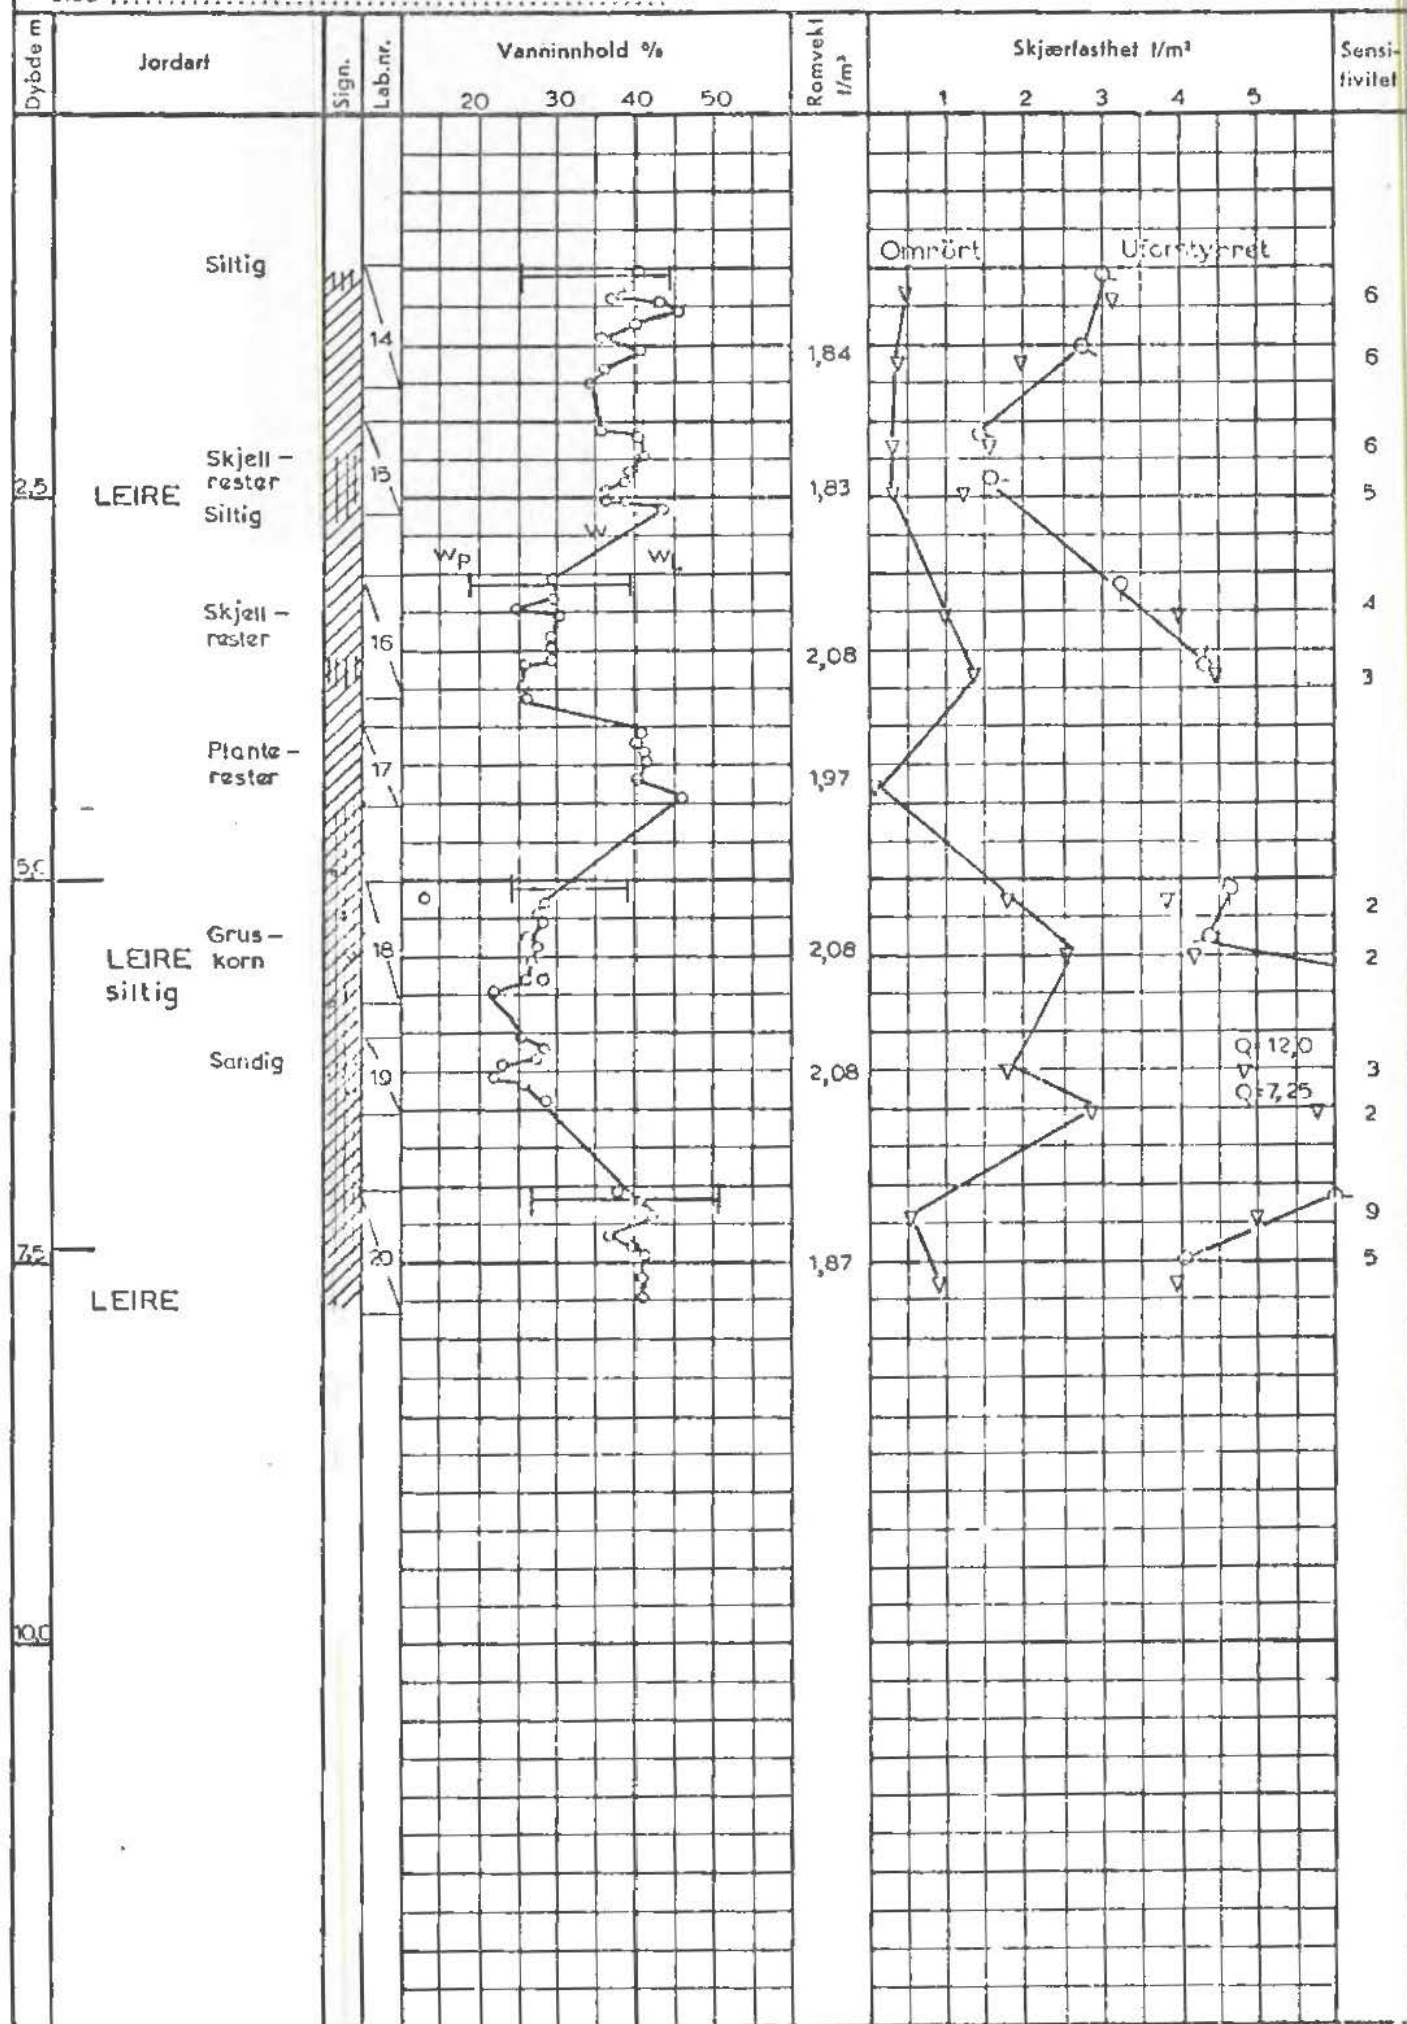 Dybde m
Jordart
Sign.
Lab.nr.
Vanninnhold %
20 30 40 50
Romvekt t/m³
Skjærfasthet t/m²
1 2 3 4 5
Sensi-
tivitet
Omrört Uforstyrret
Siltig
6
14
1,84
6
6
Skjell-
rester
15
2,5
LEIRE
1,83
5
Siltig
W
Wp WL
Skjell-
rester
4
16
2,08
3
Plante-
rester
17
1,97
5,0
2
Grus-
korn
LEIRE
siltig
18
2,08
2
12,0
Sandig
19
2,08
3
7,25
2
9
7,5
20
1,87
5
LEIRE
10,0